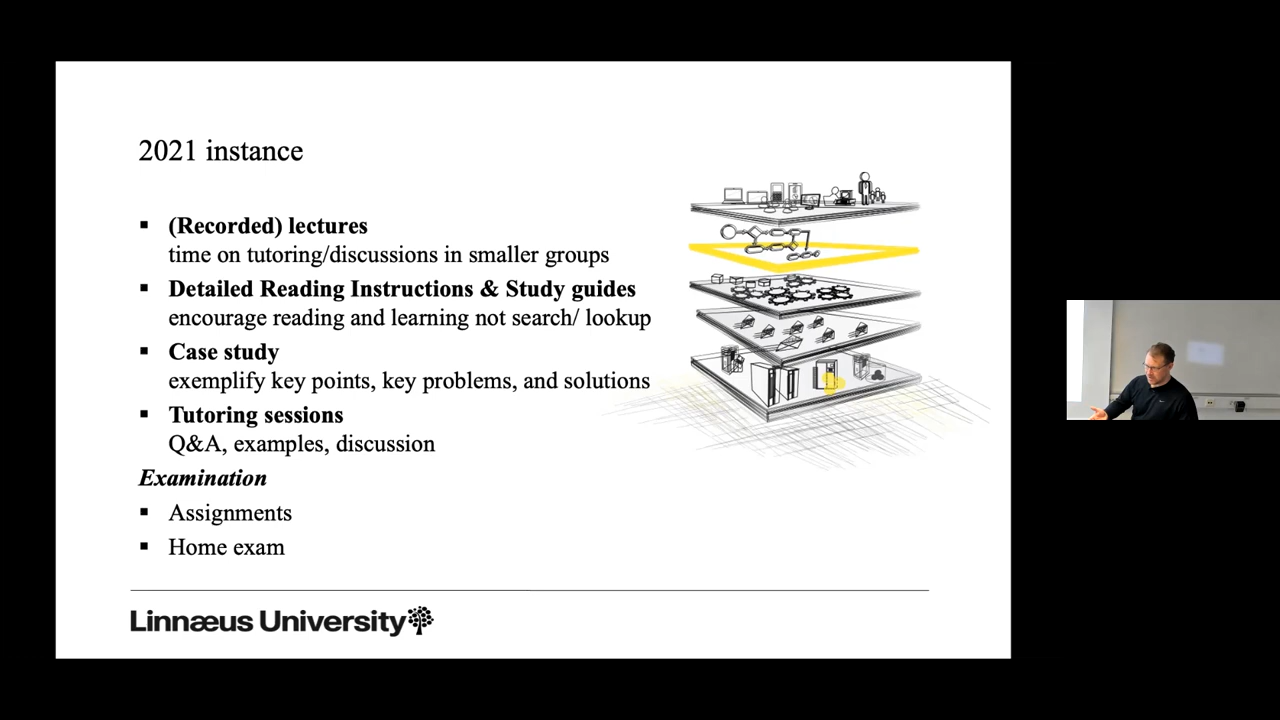 2021 instance
(Recorded) lectures
time on tutoring/discussions in smaller groups
Detailed Reading Instructions & Study guides
encourage reading and learning not search/ lookup
Case study
exemplify key points, key problems, and solutions
Tutoring sessions
Q&A, examples, discussion
Examination
Assignments
Home exam
Linnæus University